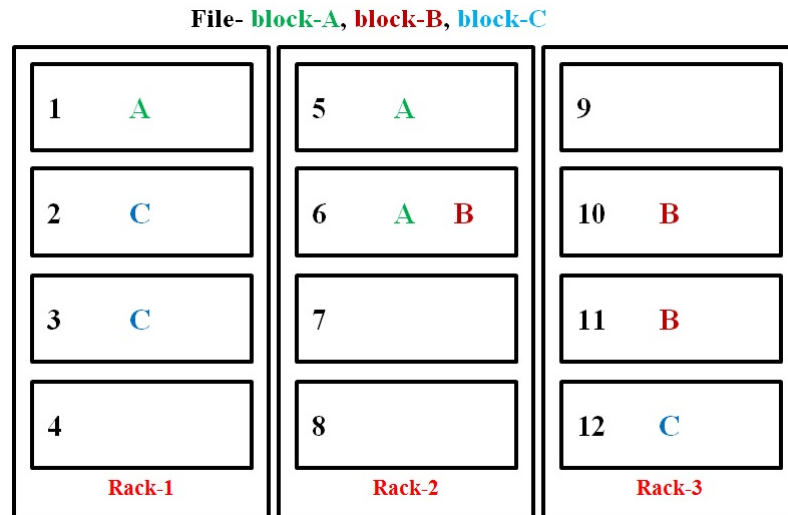 File- block-A, block-B, block-C
1 A
2 C
3 C
4
Rack-1
5 A
6 A B
7
8
Rack-2
9
10 B
11 B
12 C
Rack-3